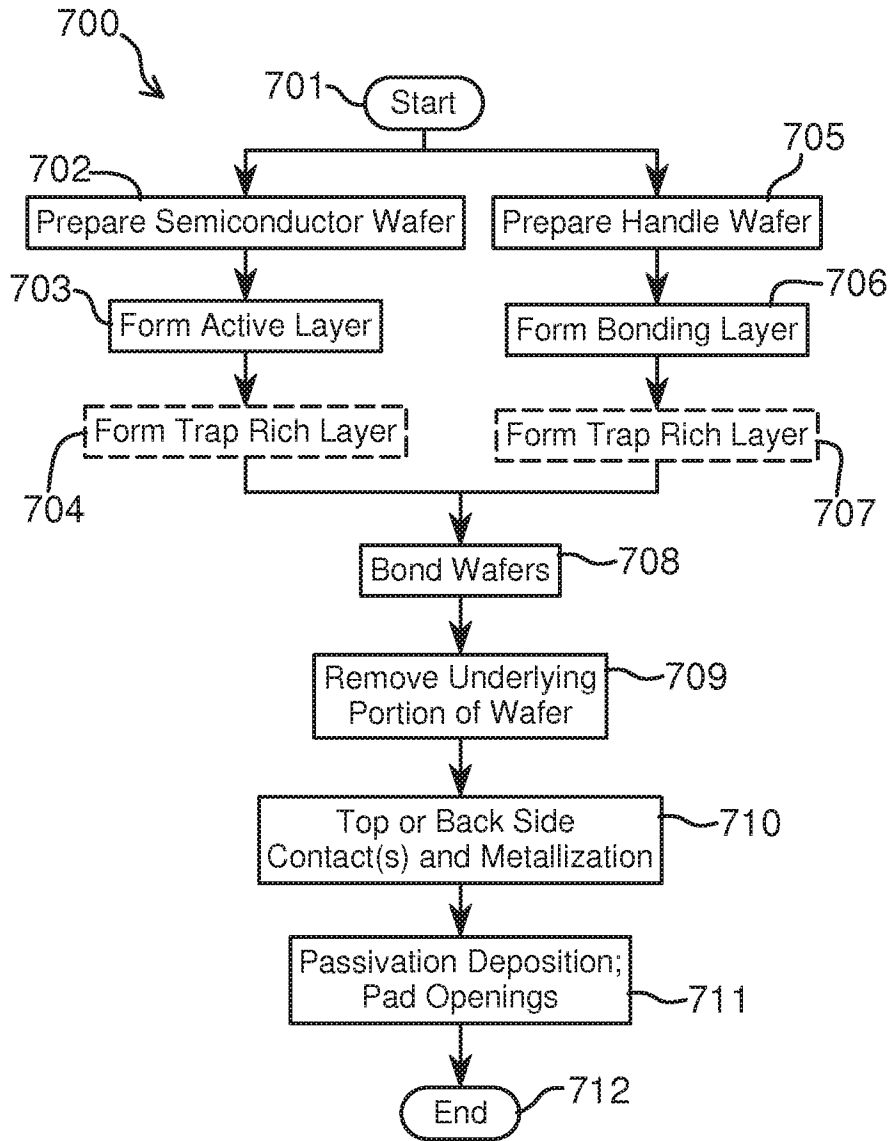 700
701
Start
702
705
Prepare Semiconductor Wafer
Prepare Handle Wafer
703
706
Form Active Layer
Form Bonding Layer
Form Trap Rich Layer
Form Trap Rich Layer
704
707
Bond Wafers
708
Remove Underlying
Portion of Wafer
709
Top or Back Side
Contact(s) and Metallization
710
Passivation Deposition;
Pad Openings
711
End
712